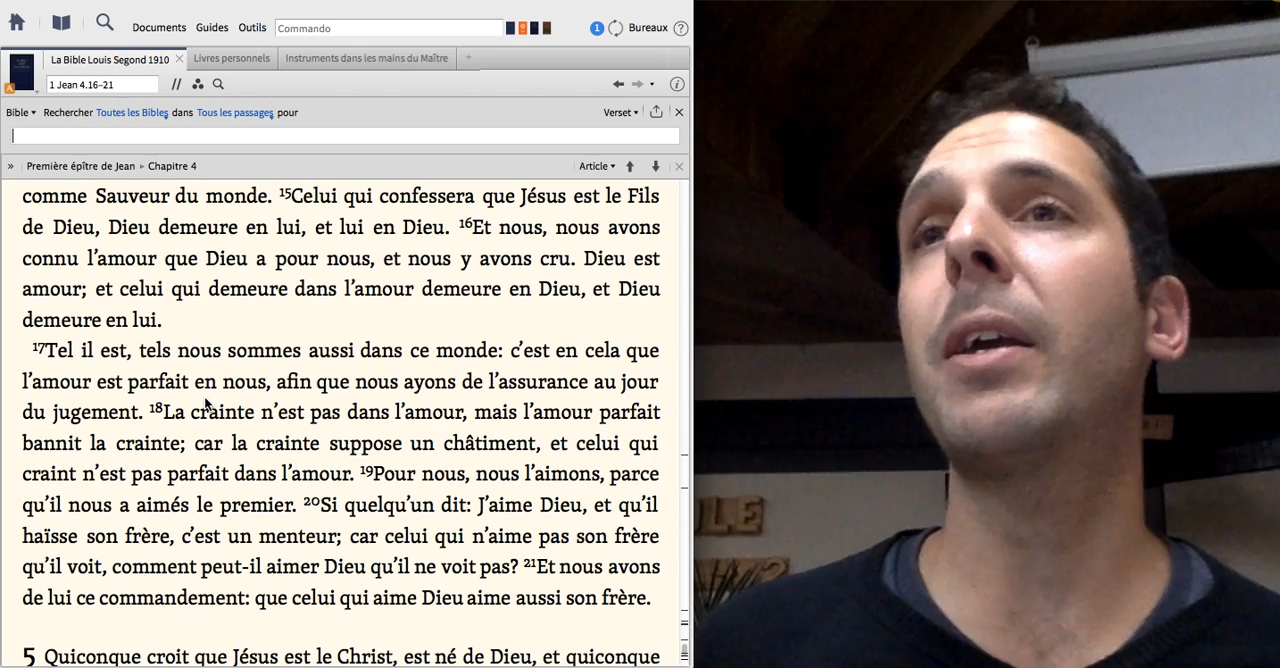 Documents Guides Outils Commando 1 Bureaux ?
La Bible Louis Segond 1910 Livres personnels Instruments dans les mains du Maître +
A 1 Jean 4.16–21 // i
Bible Rechercher Toutes les Bibles dans Tous les passages pour Verset
» Première épître de Jean ▸ Chapitre 4 Article
comme Sauveur du monde. 15Celui qui confessera que Jésus est le Fils
de Dieu, Dieu demeure en lui, et lui en Dieu. 16Et nous, nous avons
connu l’amour que Dieu a pour nous, et nous y avons cru. Dieu est
amour; et celui qui demeure dans l’amour demeure en Dieu, et Dieu
demeure en lui.
17Tel il est, tels nous sommes aussi dans ce monde: c’est en cela que
l’amour est parfait en nous, afin que nous ayons de l’assurance au jour
du jugement. 18La crainte n’est pas dans l’amour, mais l’amour parfait
bannit la crainte; car la crainte suppose un châtiment, et celui qui
craint n’est pas parfait dans l’amour. 19Pour nous, nous l’aimons, parce
qu’il nous a aimés le premier. 20Si quelqu’un dit: J’aime Dieu, et qu’il
haïsse son frère, c’est un menteur; car celui qui n’aime pas son frère
qu’il voit, comment peut-il aimer Dieu qu’il ne voit pas? 21Et nous avons
de lui ce commandement: que celui qui aime Dieu aime aussi son frère.
5 Quiconque croit que Jésus est le Christ, est né de Dieu, et quiconque